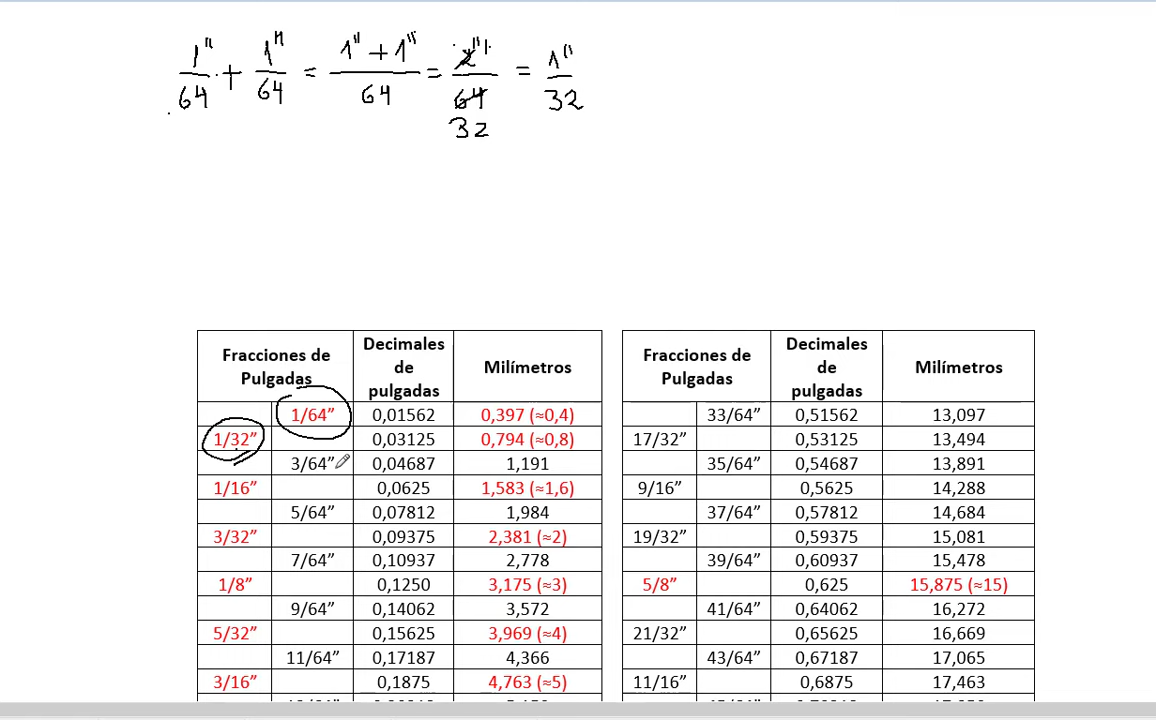 1"/64 + 1"/64 = 1" + 1"/64 = 2"1/64 32 = 1"/32
Fracciones de Pulgadas | Decimales de pulgadas | Milímetros | Fracciones de Pulgadas | Decimales de pulgadas | Milímetros
1/64” 0,01562 0,397 (≈0,4) 33/64” 0,51562 13,097
1/32” 0,03125 0,794 (≈0,8) 17/32” 0,53125 13,494
3/64” 0,04687 1,191 35/64” 0,54687 13,891
1/16” 0,0625 1,583 (≈1,6) 9/16” 0,5625 14,288
5/64” 0,07812 1,984 37/64” 0,57812 14,684
3/32” 0,09375 2,381 (≈2) 19/32” 0,59375 15,081
7/64” 0,10937 2,778 39/64” 0,60937 15,478
1/8” 0,1250 3,175 (≈3) 5/8” 0,625 15,875 (≈15)
9/64” 0,14062 3,572 41/64” 0,64062 16,272
5/32” 0,15625 3,969 (≈4) 21/32” 0,65625 16,669
11/64” 0,17187 4,366 43/64” 0,67187 17,065
3/16” 0,1875 4,763 (≈5) 11/16” 0,6875 17,463